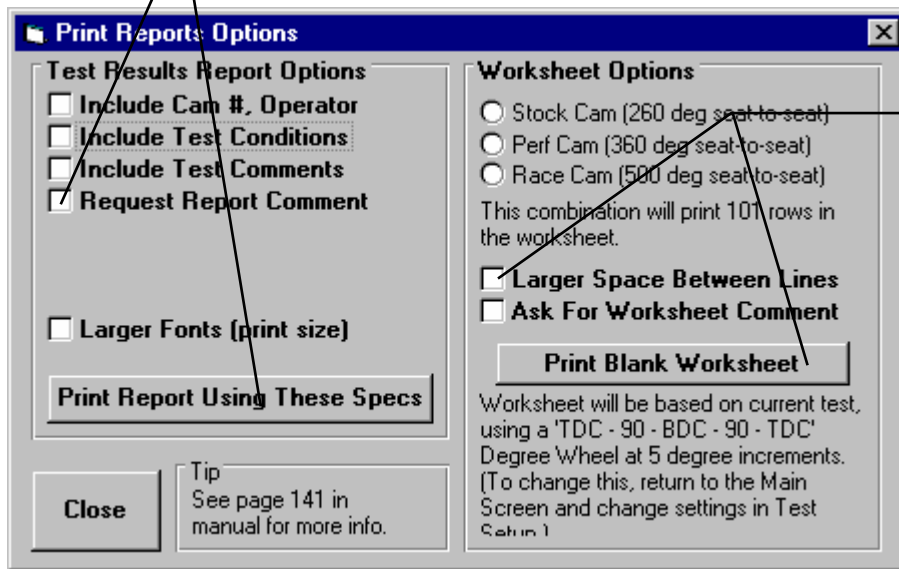 Print Reports Options
Test Results Report Options
Include Cam #, Operator
Include Test Conditions
Include Test Comments
Request Report Comment
Larger Fonts (print size)
Print Report Using These Specs
Close
Tip
See page 141 in
manual for more info.
Worksheet Options
Stock Cam (260 deg seat-to-seat)
Perf Cam (360 deg seat-to-seat)
Race Cam (500 deg seat-to-seat)
This combination will print 101 rows in
the worksheet.
Larger Space Between Lines
Ask For Worksheet Comment
Print Blank Worksheet
Worksheet will be based on current test,
using a 'TDC - 90 - BDC - 90 - TDC'
Degree Wheel at 5 degree increments.
(To change this, return to the Main
Screen and change settings in Test
Setup.)